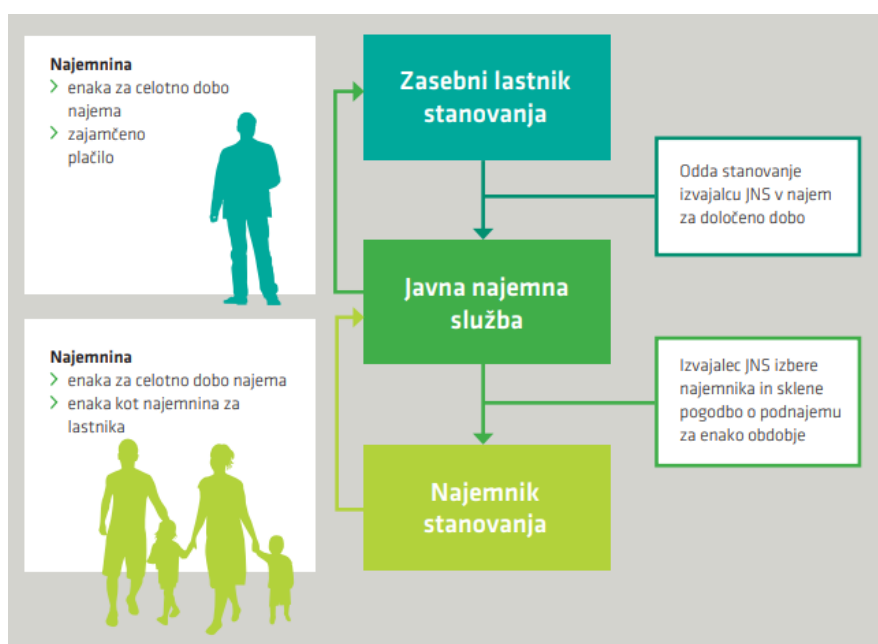 Najemnina
enaka za celotno dobo
najema
zajamčeno
plačilo
Zasebni lastnik
stanovanja
Odda stanovanje
izvajalcu JNS v najem
za določeno dobo
Javna najemna
služba
Najemnina
enaka za celotno dobo najema
enaka kot najemnina za
lastnika
Izvajalec JNS izbere
najemnika in sklene
pogodbo o podnajemu
za enako obdobje
Najemnik
stanovanja